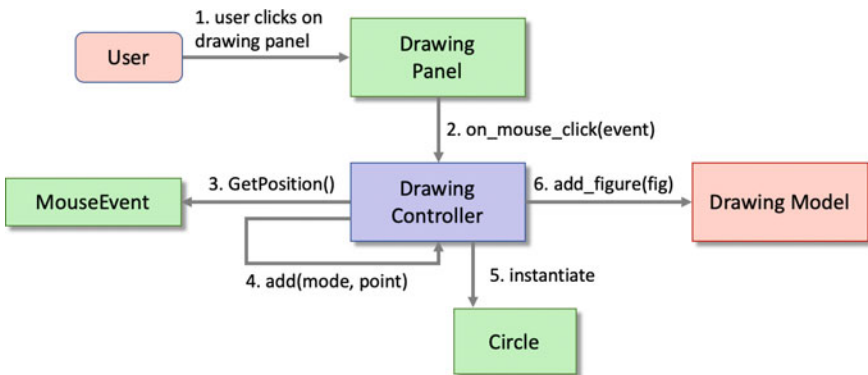 1. user clicks on
drawing panel
User
Drawing
Panel
2. on_mouse_click(event)
MouseEvent
3. GetPosition()
Drawing
Controller
6. add_figure(fig)
Drawing Model
4. add(mode, point)
5. instantiate
Circle